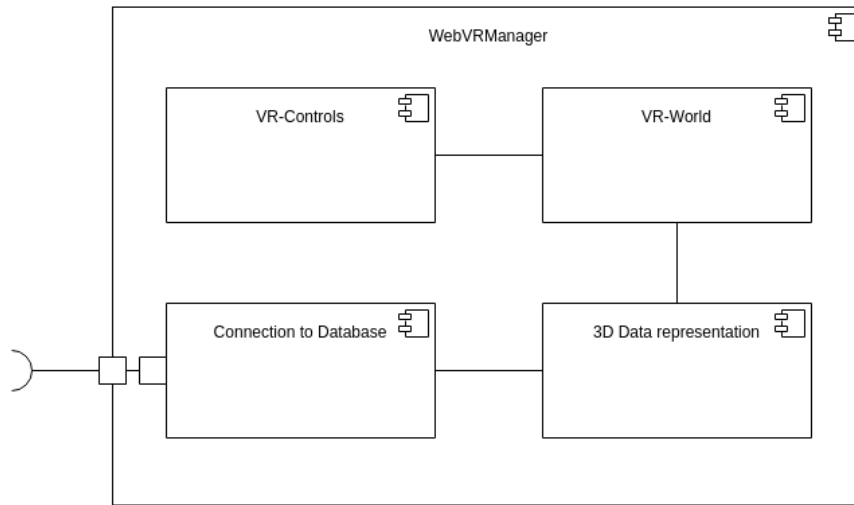 WebVRManager
VR-Controls
VR-World
Connection to Database
3D Data representation